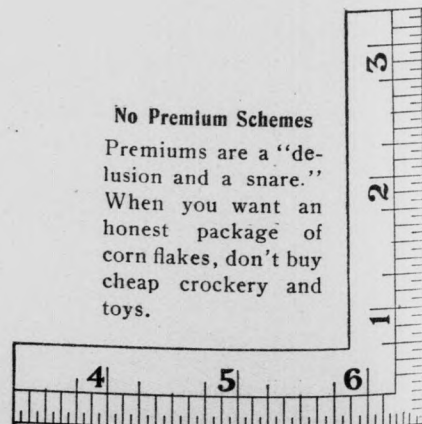 No Premium Schemes
Premiums are a "de-
lusion and a snare."
When you want an
honest package of
corn flakes, don't buy
cheap crockery and
toys.
3
2
1
4 5 6